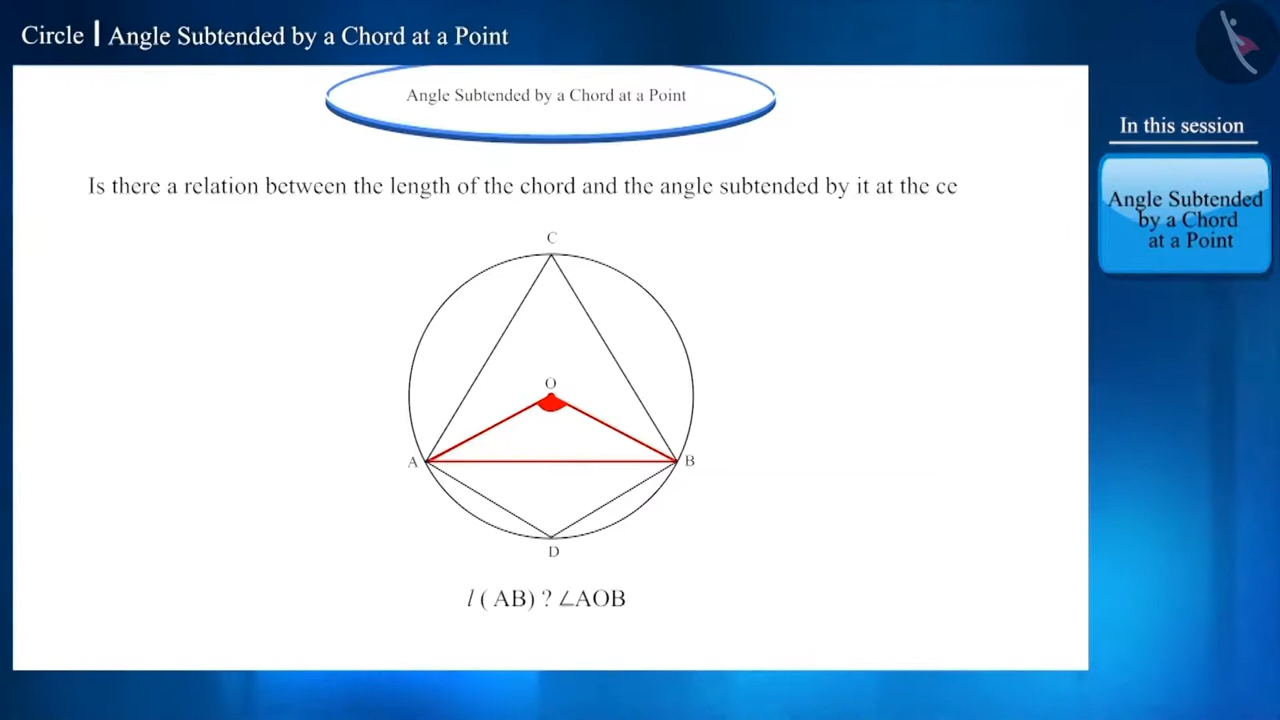 Circle | Angle Subtended by a Chord at a Point
Angle Subtended by a Chord at a Point
In this session
Angle Subtended
by a Chord
at a Point
Is there a relation between the length of the chord and the angle subtended by it at the ce
C
O
A
B
D
l ( AB) ? ∠AOB